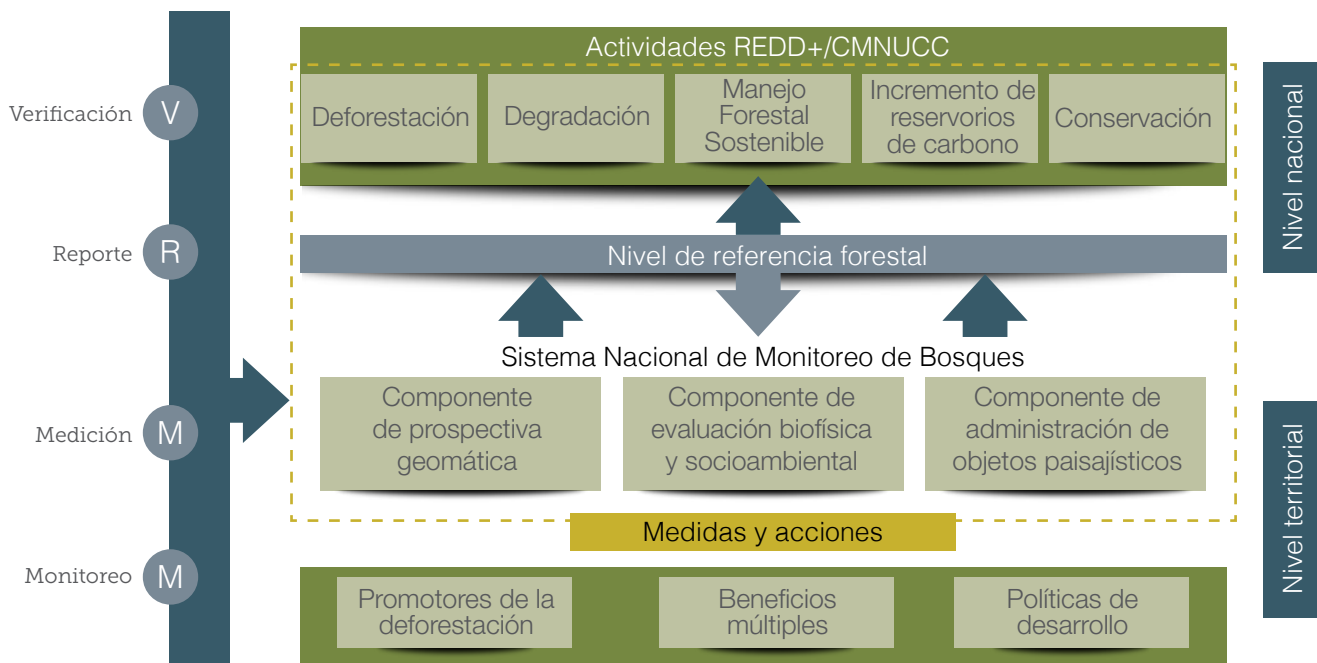 Actividades REDD+/CMNUCC
Verificación
V
Deforestación
Degradación
Manejo
Forestal
Sostenible
Incremento de
reservorios
de carbono
Conservación
Nivel nacional
Reporte
R
Nivel de referencia forestal
Sistema Nacional de Monitoreo de Bosques
Medición
M
Componente
de prospectiva
geomática
Componente de
evaluación biofísica
y socioambiental
Componente de
administración de
objetos paisajísticos
Nivel territorial
Medidas y acciones
Monitoreo
M
Promotores de la
deforestación
Beneficios
múltiples
Políticas de
desarrollo